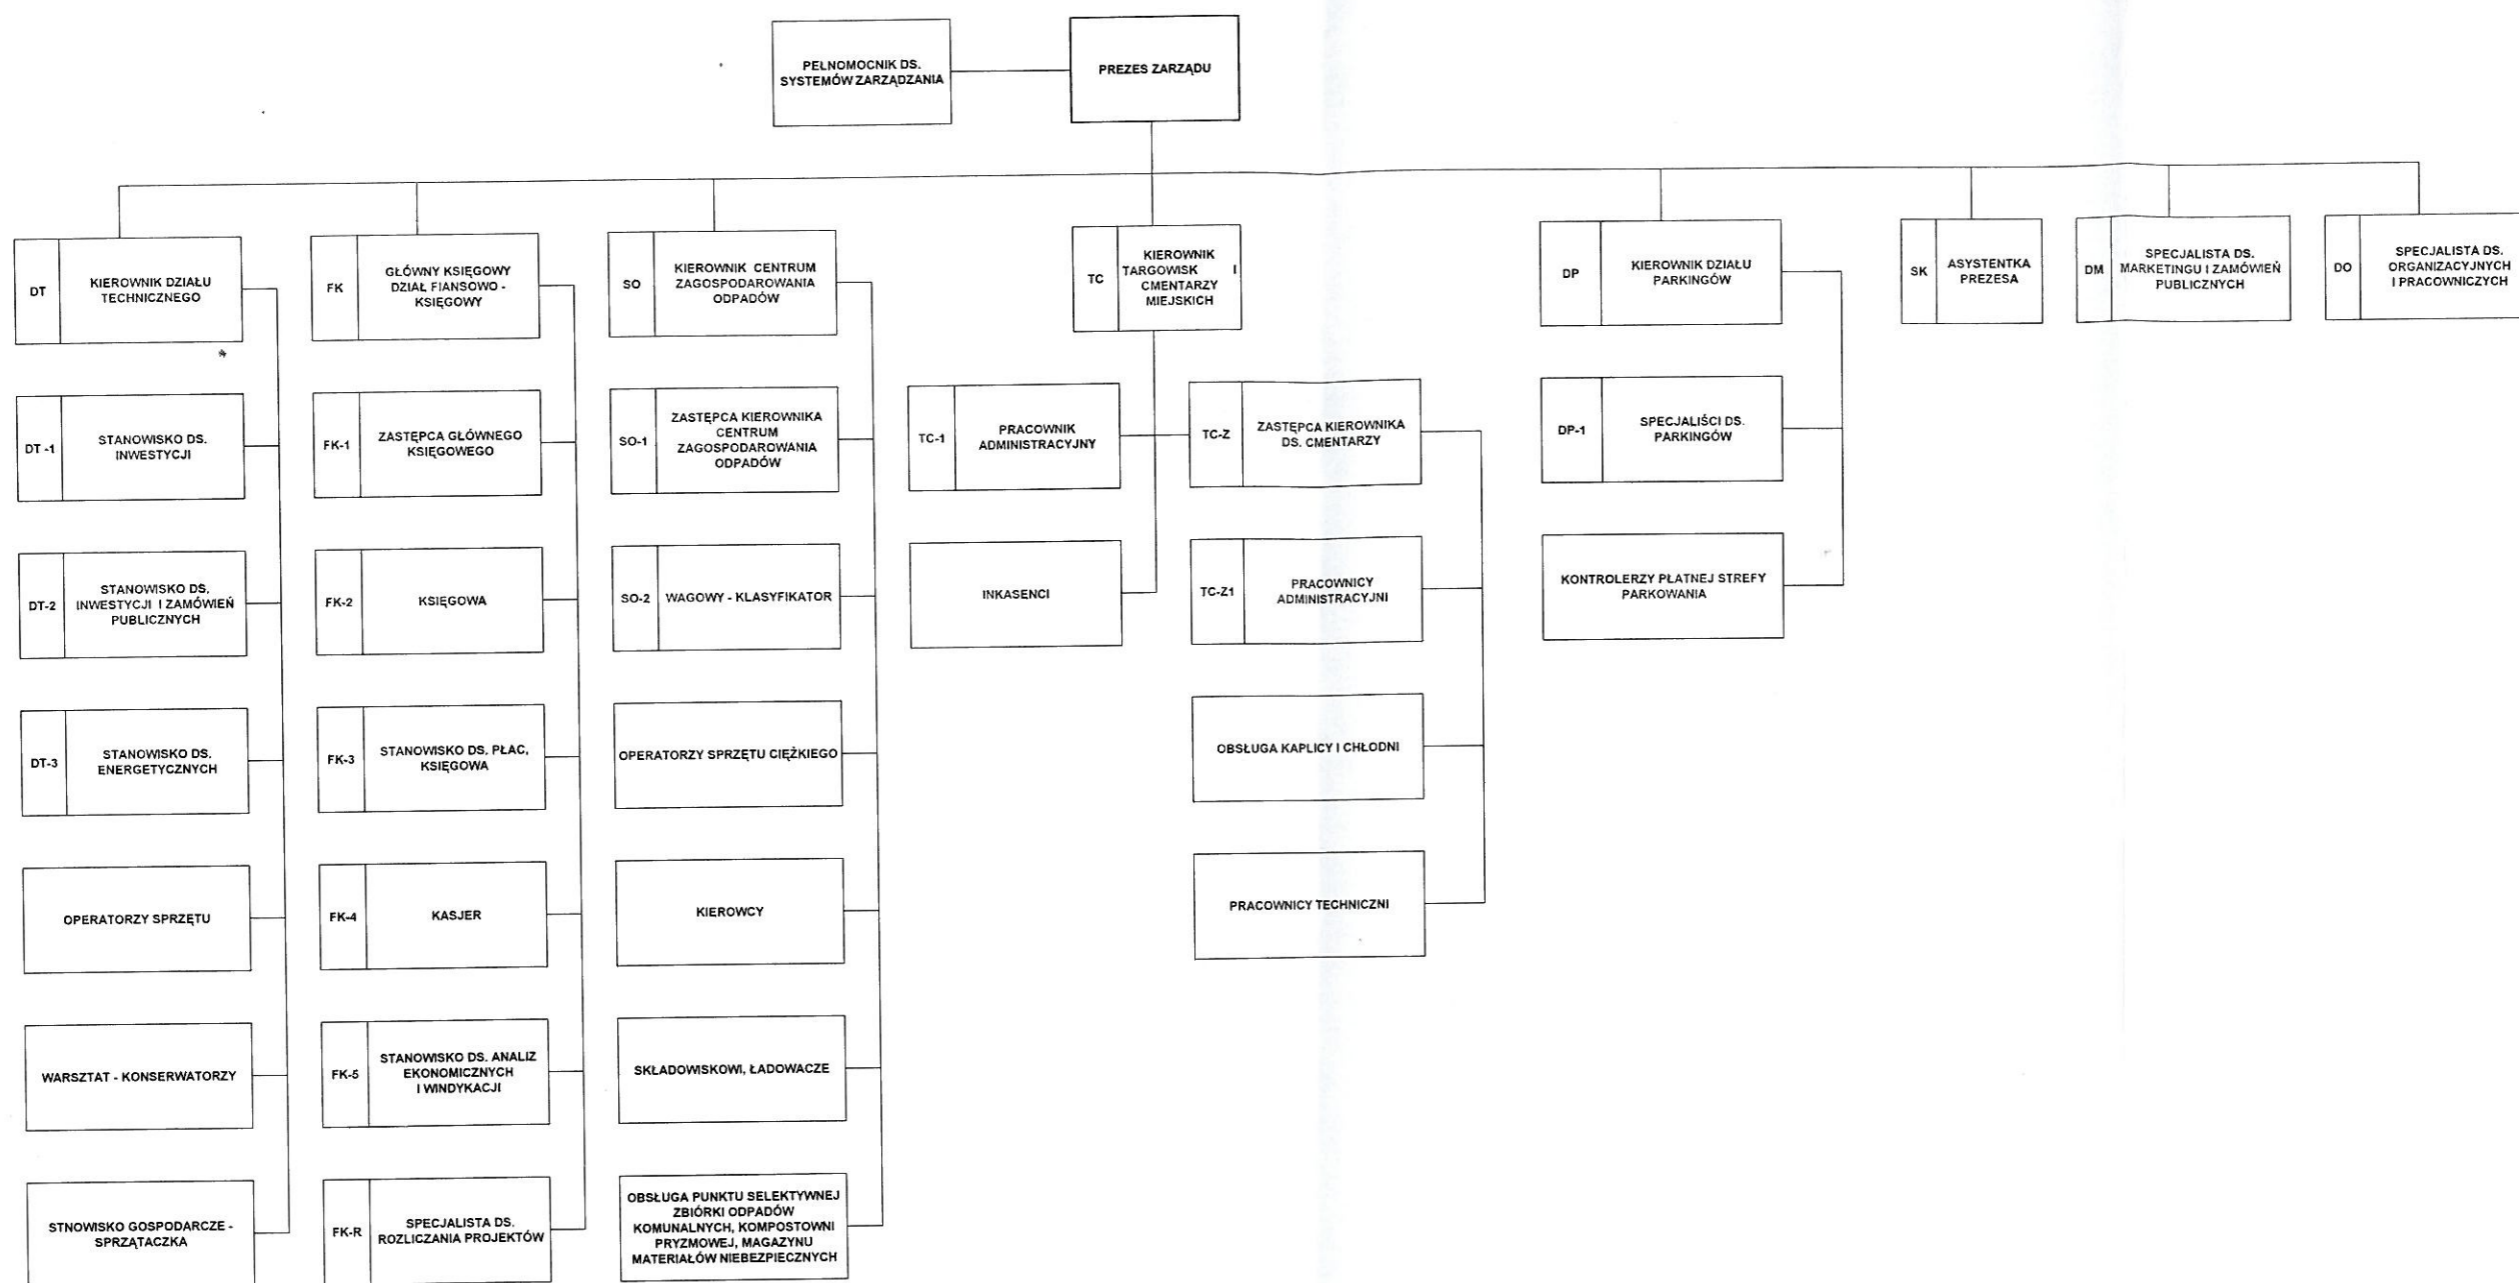 PEŁNOMOCNIK DS.
SYSTEMÓW ZARZĄDZANIA
PREZES ZARZĄDU
DT
KIEROWNIK DZIAŁU
TECHNICZNEGO
FK
GŁÓWNY KSIĘGOWY
DZIAŁ FIANSOWO -
KSIĘGOWY
SO
KIEROWNIK CENTRUM
ZAGOSPODAROWANIA
ODPADÓW
TC
KIEROWNIK
TARGOWISK I
CMENTARZY
MIEJSKICH
DP
KIEROWNIK DZIAŁU
PARKINGÓW
SK
ASYSTENTKA
PREZESA
DM
SPECJALISTA DS.
MARKETINGU I ZAMÓWIEŃ
PUBLICZNYCH
DO
SPECJALISTA DS.
ORGANIZACYJNYCH
I PRACOWNICZYCH
DT -1
STANOWISKO DS.
INWESTYCJI
FK-1
ZASTĘPCA GŁÓWNEGO
KSIĘGOWEGO
SO-1
ZASTĘPCA KIEROWNIKA
CENTRUM
ZAGOSPODAROWANIA
ODPADÓW
TC-1
PRACOWNIK
ADMINISTRACYJNY
TC-Z
ZASTĘPCA KIEROWNIKA
DS. CMENTARZY
DP-1
SPECJALIŚCI DS.
PARKINGÓW
DT-2
STANOWISKO DS.
INWESTYCJI I ZAMÓWIEŃ
PUBLICZNYCH
FK-2
KSIĘGOWA
SO-2
WAGOWY - KLASYFIKATOR
INKASENCI
TC-Z1
PRACOWNICY
ADMINISTRACYJNI
KONTROLERZY PŁATNEJ STREFY
PARKOWANIA
DT-3
STANOWISKO DS.
ENERGETYCZNYCH
FK-3
STANOWISKO DS. PŁAC,
KSIĘGOWA
OPERATORZY SPRZĘTU CIĘŻKIEGO
OBSŁUGA KAPLICY I CHŁODNI
OPERATORZY SPRZĘTU
FK-4
KASJER
KIEROWCY
PRACOWNICY TECHNICZNI
WARSZTAT - KONSERWATORZY
FK-5
STANOWISKO DS. ANALIZ
EKONOMICZNYCH
I WINDYKACJI
SKŁADOWISKOWI, ŁADOWACZE
STNOWISKO GOSPODARCZE -
SPRZĄTACZKA
FK-R
SPECJALISTA DS.
ROZLICZANIA PROJEKTÓW
OBSŁUGA PUNKTU SELEKTYWNEJ
ZBIÓRKI ODPADÓW
KOMUNALNYCH, KOMPOSTOWNI
PRYZMOWEJ, MAGAZYNU
MATERIAŁÓW NIEBEZPIECZNYCH